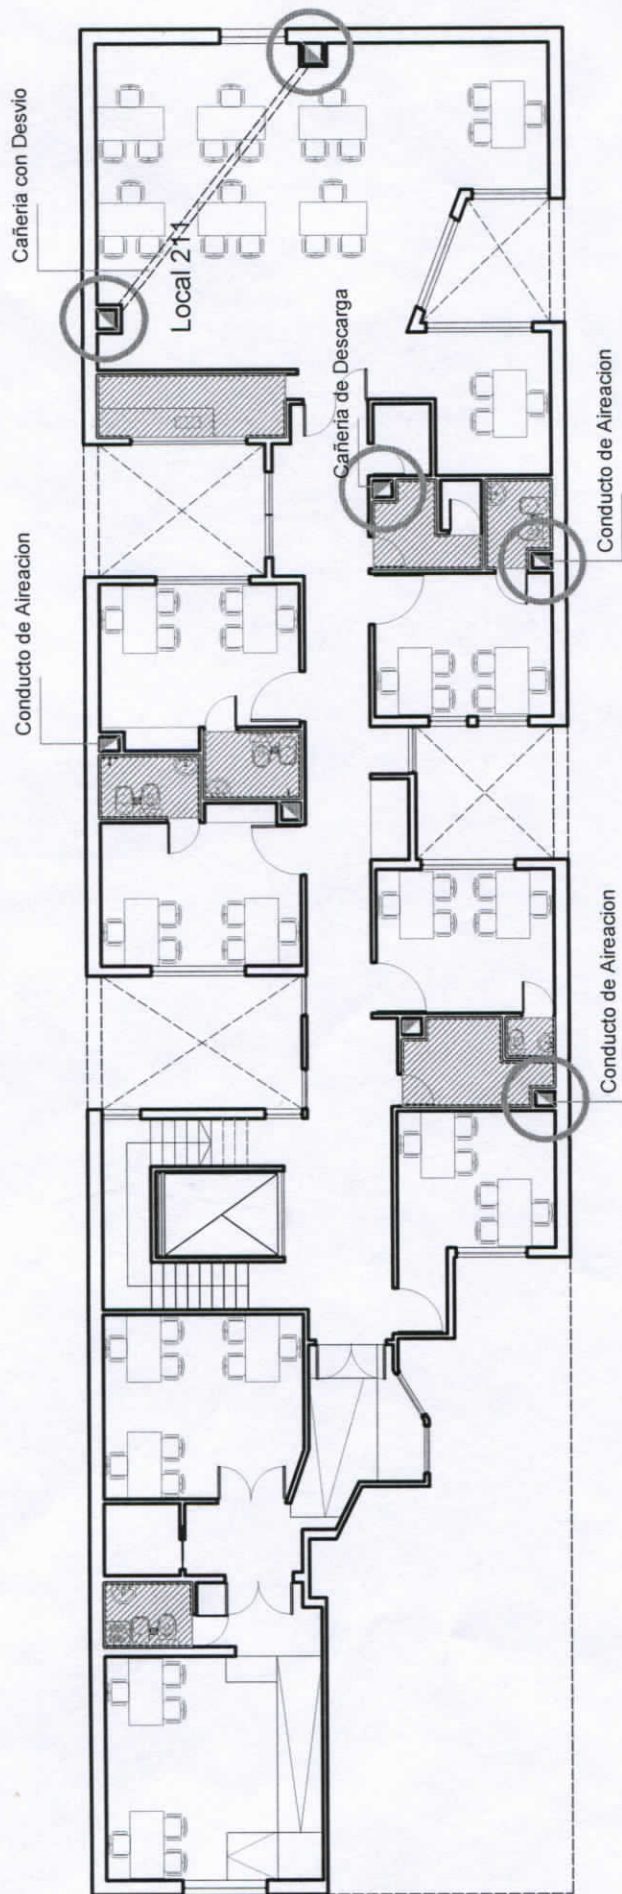 Cañeria con Desvio
Local 211
Cañeria de Descarga
Conducto de Aireacion
Conducto de Aireacion
Conducto de Aireacion